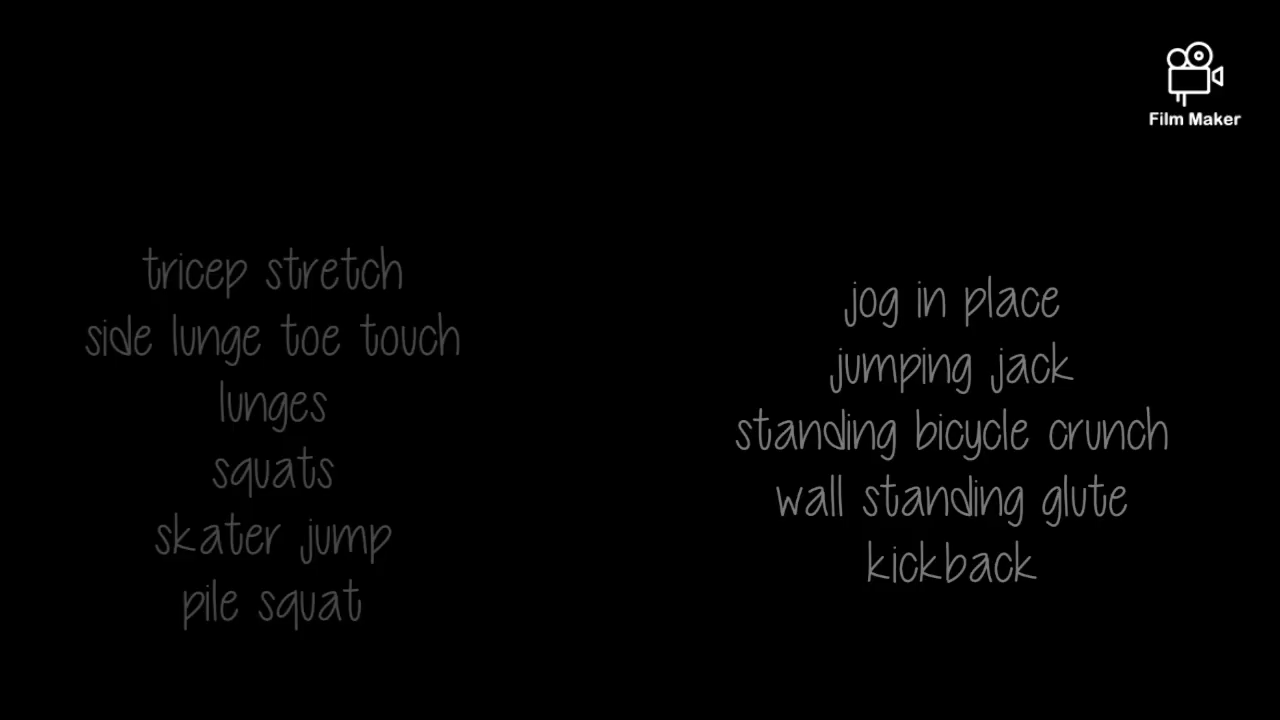 Film Maker
tricep stretch
side lunge toe touch
lunges
squats
skater jump
pile squat
jog in place
jumping jack
standing bicycle crunch
wall standing glute
kickback